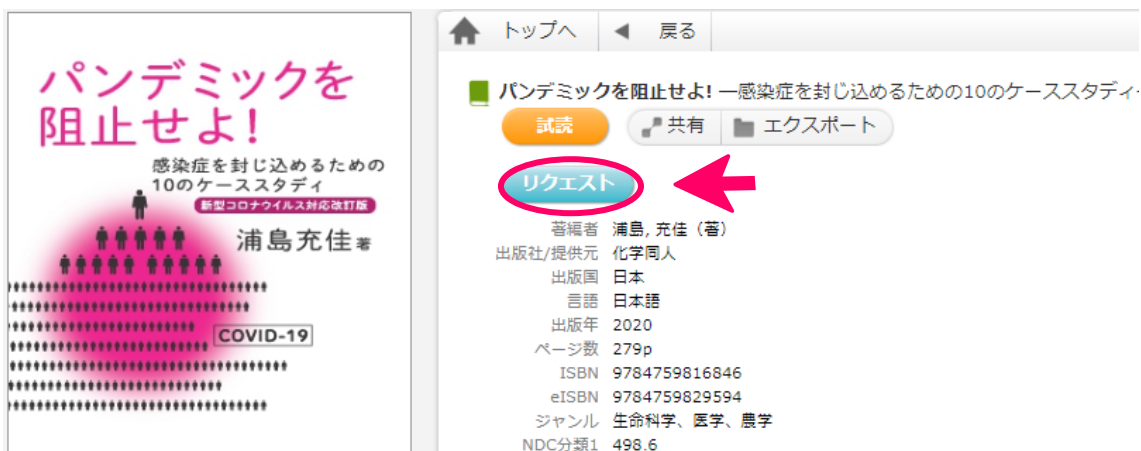 パンデミックを
阻止せよ!
感染症を封じ込めるための
10のケーススタディ
新型コロナウイルス対応改訂版
浦島充佳 著
COVID-19
トップへ ◀ 戻る
パンデミックを阻止せよ! ―感染症を封じ込めるための10のケーススタディ
試読 共有 エクスポート
リクエスト
著編者 浦島, 充佳（著）
出版社/提供元 化学同人
出版国 日本
言語 日本語
出版年 2020
ページ数 279p
ISBN 9784759816846
eISBN 9784759829594
ジャンル 生命科学、医学、農学
NDC分類1 498.6